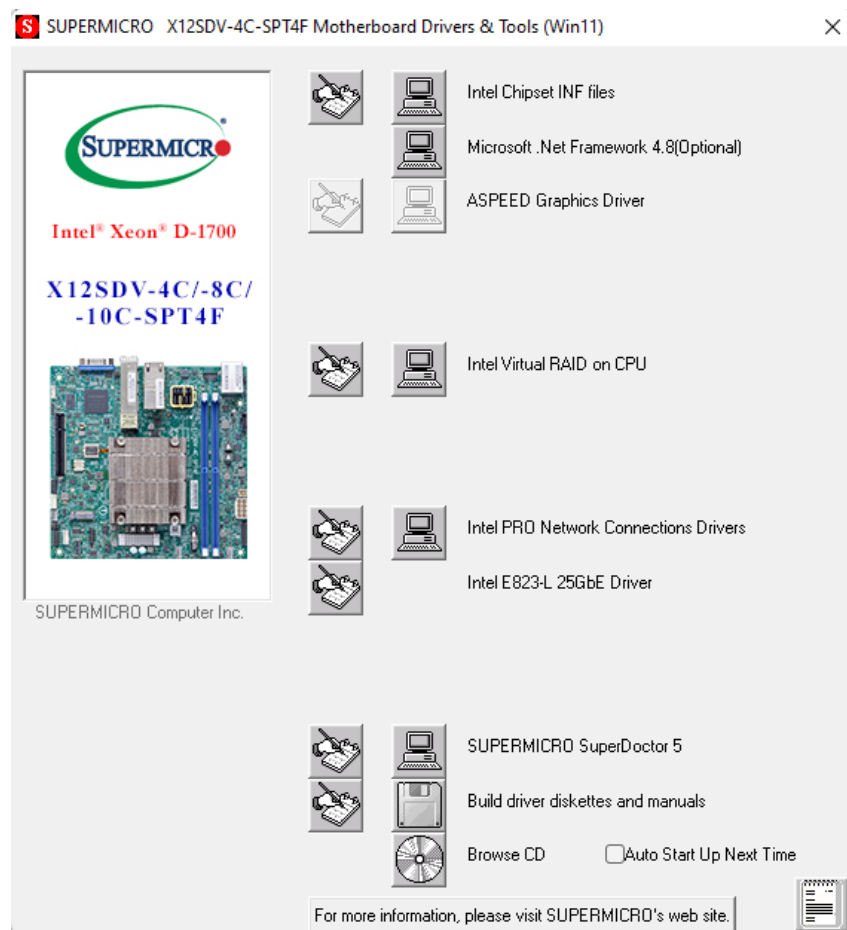 SUPERMICRO X12SDV-4C-SPT4F Motherboard Drivers & Tools (Win11)
SUPERMICRO
Intel® Xeon® D-1700
X12SDV-4C/-8C/
-10C-SPT4F
SUPERMICRO Computer Inc.
Intel Chipset INF files
Microsoft .Net Framework 4.8(Optional)
ASPEED Graphics Driver
Intel Virtual RAID on CPU
Intel PRO Network Connections Drivers
Intel E823-L 25GbE Driver
SUPERMICRO SuperDoctor 5
Build driver diskettes and manuals
Browse CD
Auto Start Up Next Time
For more information, please visit SUPERMICRO's web site.